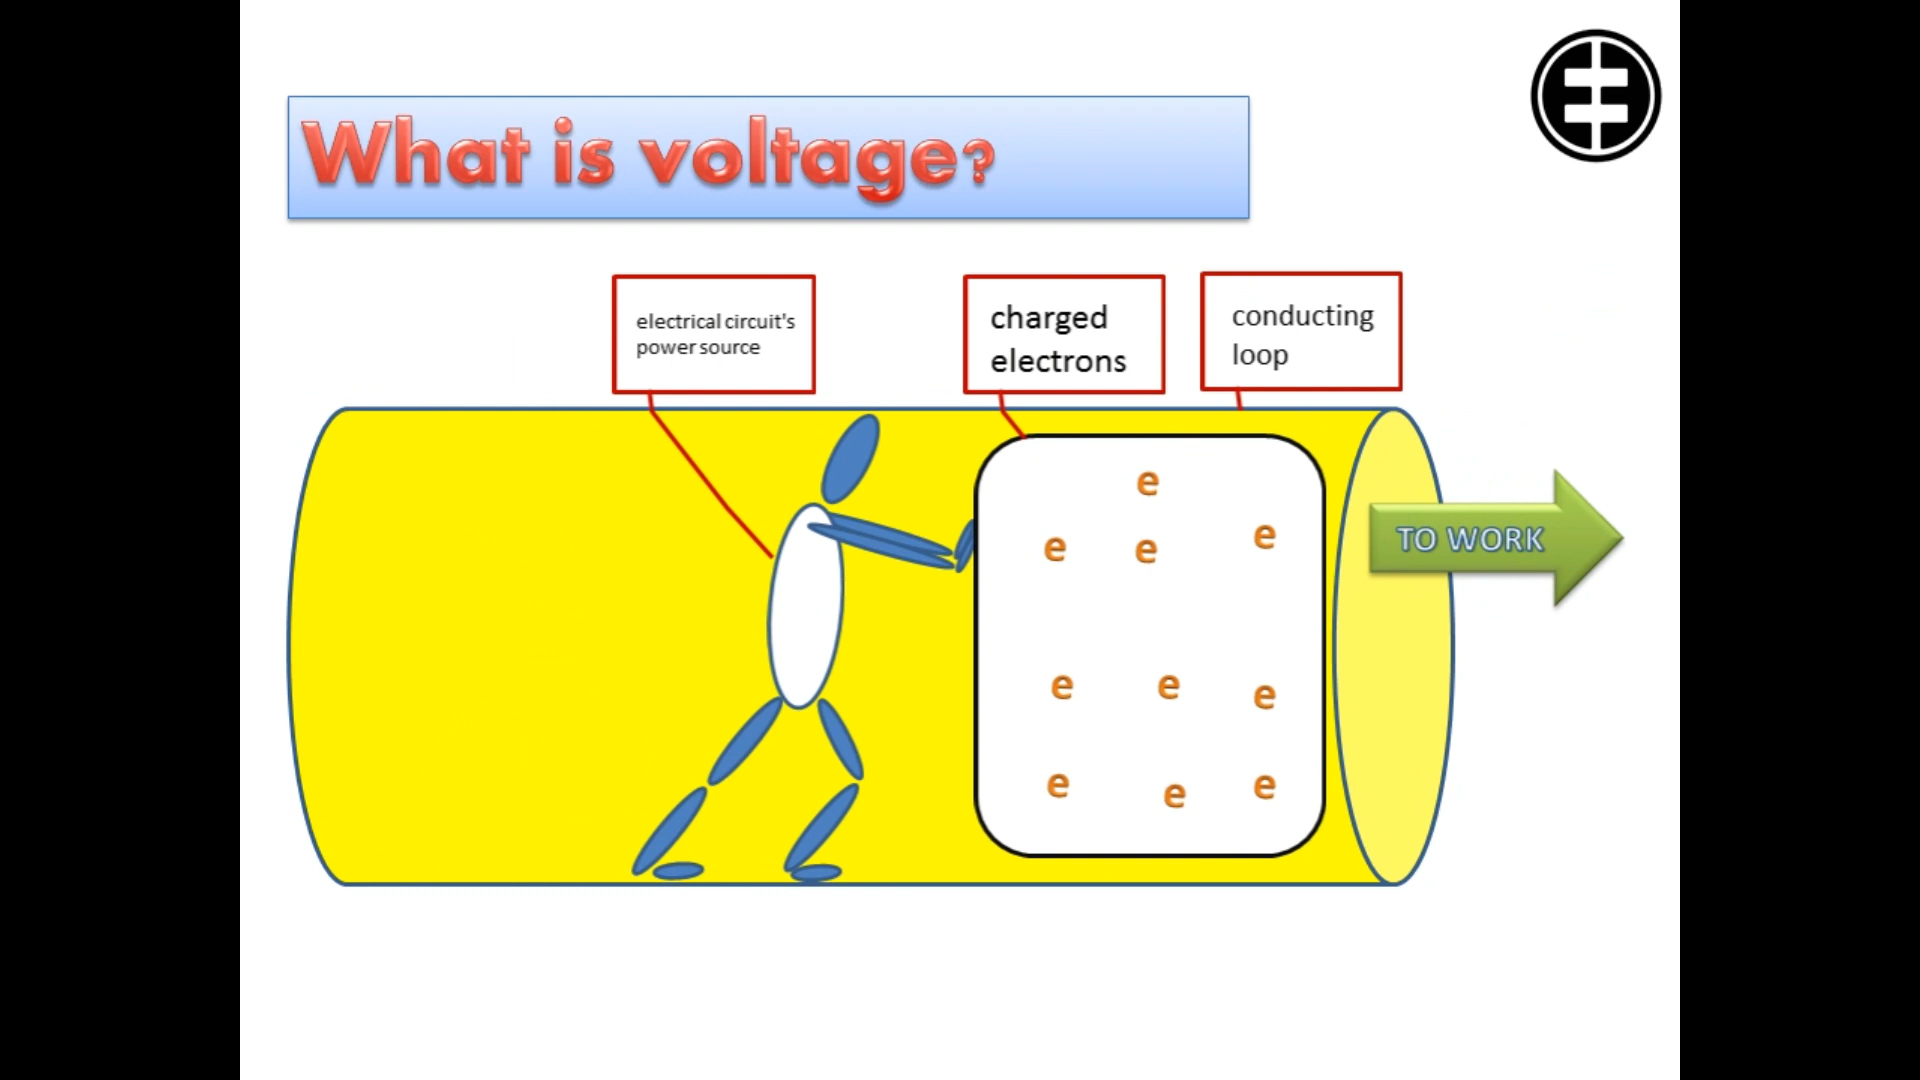 What is voltage?
electrical circuit's
power source
charged
electrons
conducting
loop
e
e
e
e
TO WORK
e
e
e
e
e
e